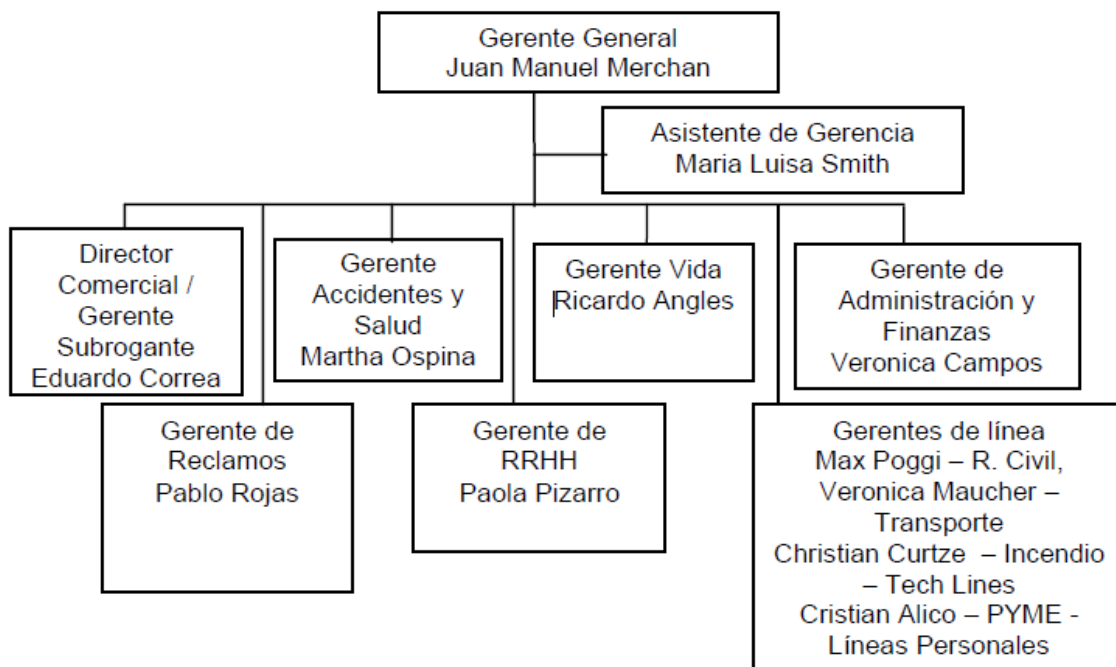 Gerente General
Juan Manuel Merchan
Asistente de Gerencia
Maria Luisa Smith
Director
Comercial /
Gerente
Subrogante
Eduardo Correa
Gerente
Accidentes y
Salud
Martha Ospina
Gerente Vida
Ricardo Angles
Gerente de
Administración y
Finanzas
Veronica Campos
Gerente de
Reclamos
Pablo Rojas
Gerente de
RRHH
Paola Pizarro
Gerentes de línea
Max Poggi – R. Civil,
Veronica Maucher –
Transporte
Christian Curtze – Incendio
– Tech Lines
Cristian Alico – PYME -
Líneas Personales